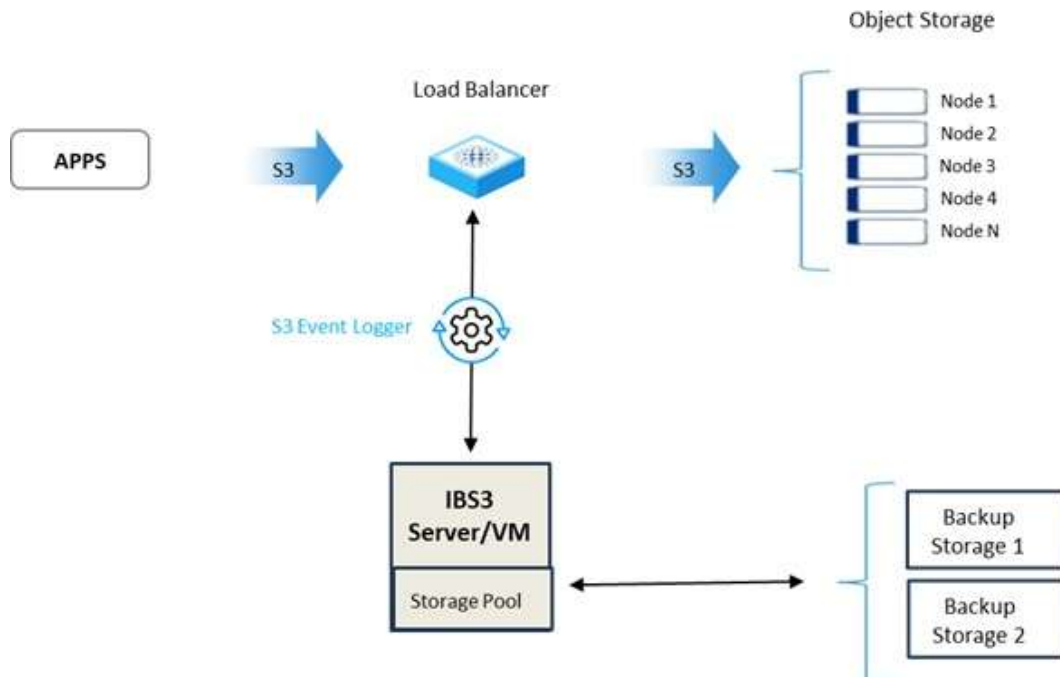 Object Storage
Load Balancer
Node 1
Node 2
APPS
S3
S3
Node 3
Node 4
Node N
S3 Event Logger
IBS3
Server/VM
Storage Pool
Backup
Storage 1
Backup
Storage 2